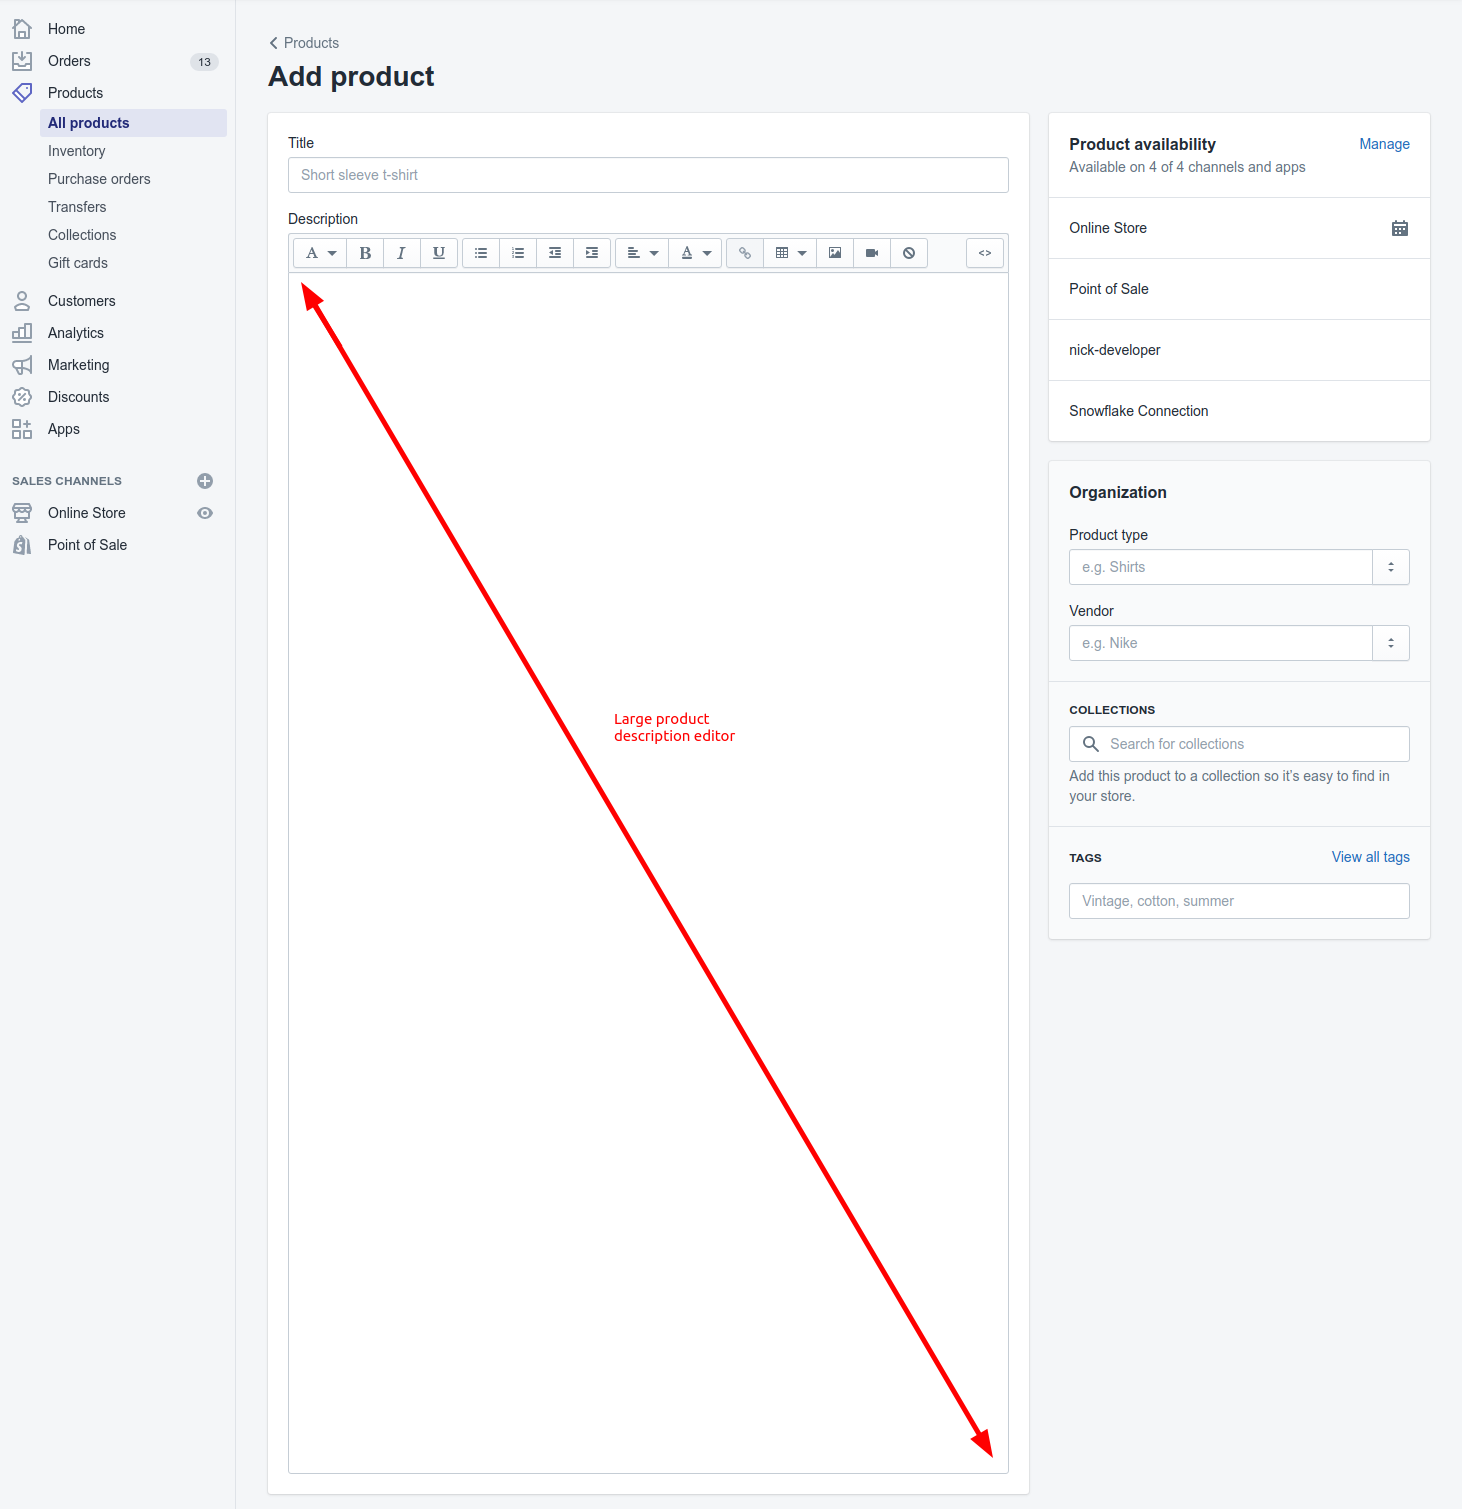 Home
Orders 13
Products
All products
Inventory
Purchase orders
Transfers
Collections
Gift cards
Customers
Analytics
Marketing
Discounts
Apps
SALES CHANNELS
Online Store
Point of Sale
Products
Add product
Title
Short sleeve t-shirt
Description
A B I U A <>
Large product
description editor
Product availability Manage
Available on 4 of 4 channels and apps
Online Store
Point of Sale
nick-developer
Snowflake Connection
Organization
Product type
e.g. Shirts
Vendor
e.g. Nike
COLLECTIONS
Search for collections
Add this product to a collection so it's easy to find in
your store.
TAGS View all tags
Vintage, cotton, summer